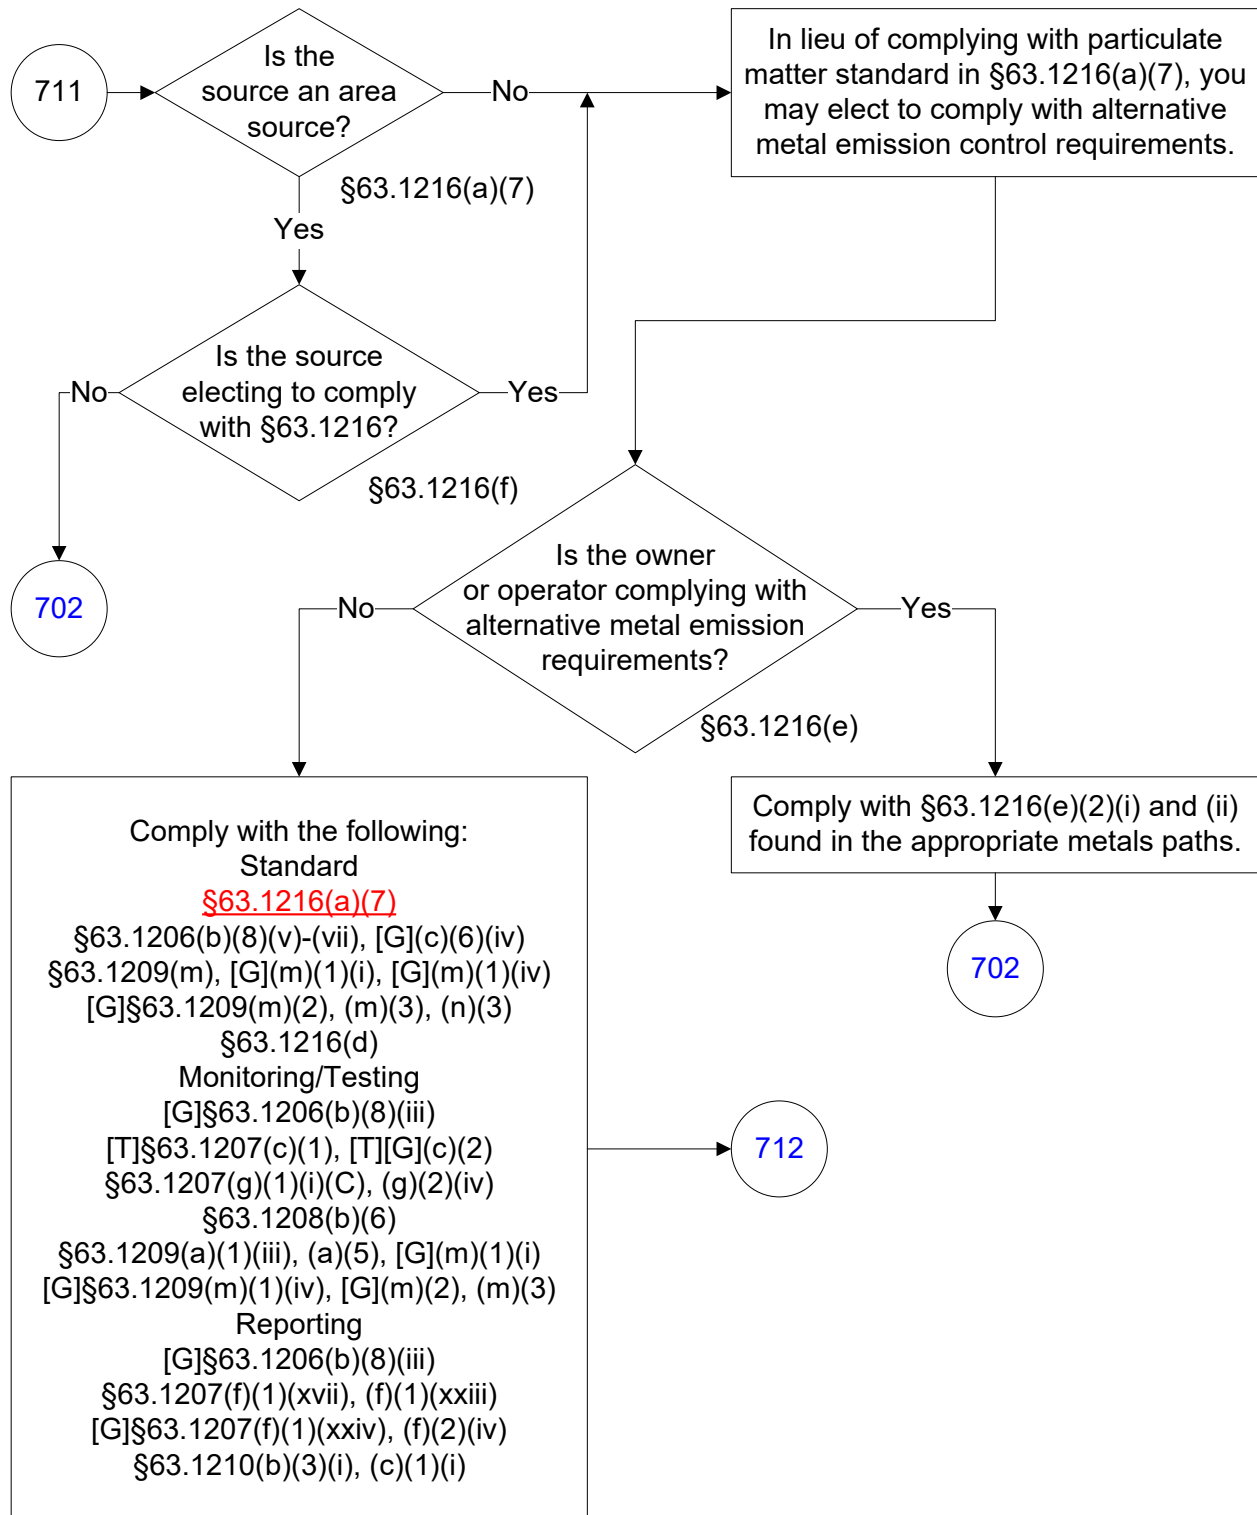 711
Is the
source an area
source?
No
§63.1216(a)(7)
Yes
In lieu of complying with particulate
matter standard in §63.1216(a)(7), you
may elect to comply with alternative
metal emission control requirements.
Is the source
electing to comply
with §63.1216?
No
Yes
§63.1216(f)
702
Is the owner
or operator complying with
alternative metal emission
requirements?
No
Yes
§63.1216(e)
Comply with the following:
Standard
§63.1216(a)(7)
§63.1206(b)(8)(v)-(vii), [G](c)(6)(iv)
§63.1209(m), [G](m)(1)(i), [G](m)(1)(iv)
[G]§63.1209(m)(2), (m)(3), (n)(3)
§63.1216(d)
Monitoring/Testing
[G]§63.1206(b)(8)(iii)
[T]§63.1207(c)(1), [T][G](c)(2)
§63.1207(g)(1)(i)(C), (g)(2)(iv)
§63.1208(b)(6)
§63.1209(a)(1)(iii), (a)(5), [G](m)(1)(i)
[G]§63.1209(m)(1)(iv), [G](m)(2), (m)(3)
Reporting
[G]§63.1206(b)(8)(iii)
§63.1207(f)(1)(xvii), (f)(1)(xxiii)
[G]§63.1207(f)(1)(xxiv), (f)(2)(iv)
§63.1210(b)(3)(i), (c)(1)(i)
Comply with §63.1216(e)(2)(i) and (ii)
found in the appropriate metals paths.
702
712